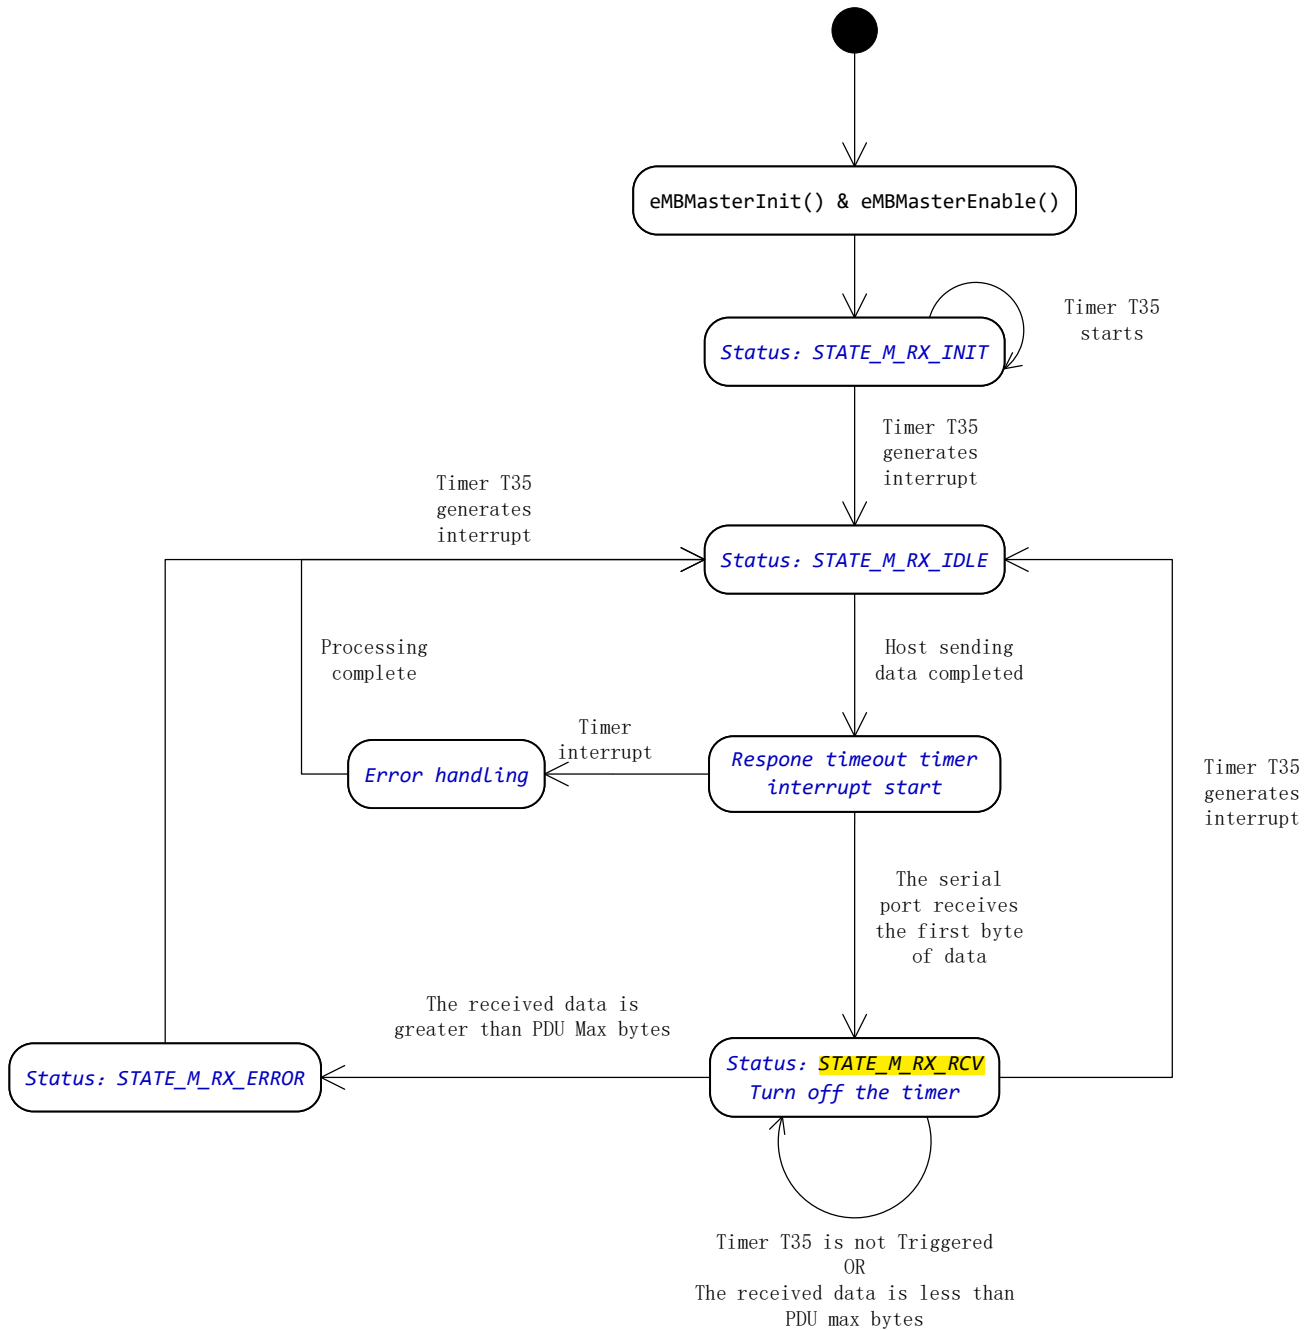 eMBMasterInit() & eMBMasterEnable()
Timer T35
starts
Status: STATE_M_RX_INIT
Timer T35
generates
interrupt
Timer T35
generates
interrupt
Status: STATE_M_RX_IDLE
Processing
complete
Host sending
data completed
Timer
interrupt
Error handling
Respone timeout timer
interrupt start
Timer T35
generates
interrupt
The serial
port receives
the first byte
of data
The received data is
greater than PDU Max bytes
Status: STATE_M_RX_ERROR
Status: STATE_M_RX_RCV
Turn off the timer
Timer T35 is not Triggered
OR
The received data is less than
PDU max bytes